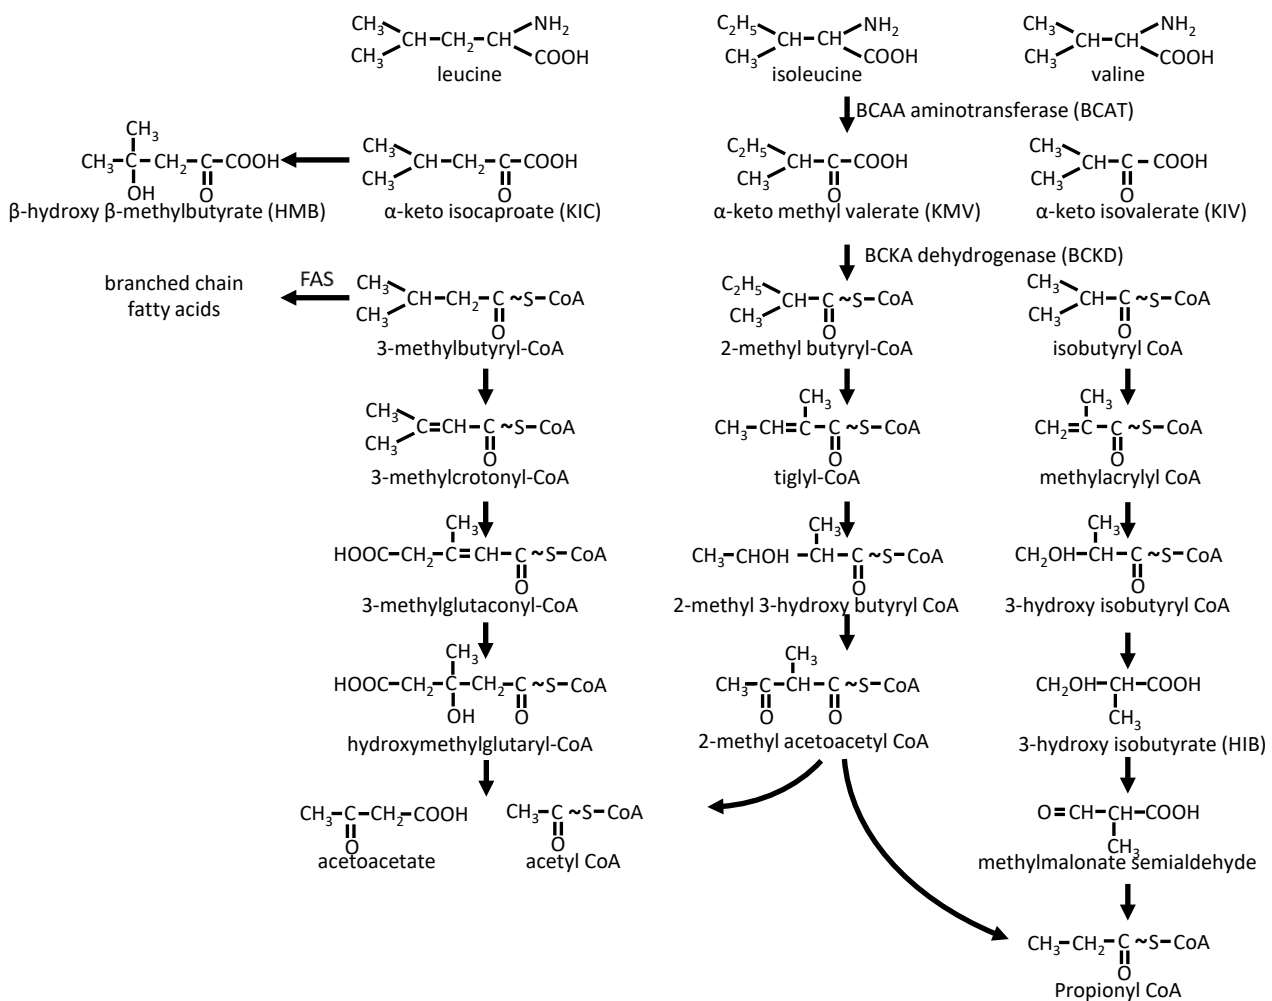 CH3 CH CH2 CH NH2 COOH CH3
leucine
C2H5 CH CH NH2 COOH CH3
isoleucine
CH3 CH CH NH2 COOH CH3
valine
BCAA aminotransferase (BCAT)
CH3
CH3-C-CH2-C-COOH
OH O
β-hydroxy β-methylbutyrate (HMB)
CH3 CH CH2 C COOH CH3 O
α-keto isocaproate (KIC)
C2H5 CH C COOH CH3 O
α-keto methyl valerate (KMV)
CH3 CH C COOH CH3 O
α-keto isovalerate (KIV)
BCKA dehydrogenase (BCKD)
branched chain
fatty acids
FAS
CH3 CH-CH2-C~S-CoA CH3 O
3-methylbutyryl-CoA
C2H5 CH-C~S-CoA CH3 O
2-methyl butyryl-CoA
CH3 CH-C~S-CoA CH3 O
isobutyryl CoA
CH3 C=CH-C~S-CoA CH3 O
3-methylcrotonyl-CoA
CH3
CH3-CH=C-C~S-CoA
O
tiglyl-CoA
CH3
CH2=C-C~S-CoA
O
methylacrylyl CoA
CH3
HOOC-CH2-C=CH-C~S-CoA
O
3-methylglutaconyl-CoA
CH3
CH3-CHOH-CH-C~S-CoA
O
2-methyl 3-hydroxy butyryl CoA
CH3
CH2OH-CH-C~S-CoA
O
3-hydroxy isobutyryl CoA
CH3
HOOC-CH2-C-CH2-C~S-CoA
OH O
hydroxymethylglutaryl-CoA
CH3
CH3-C-CH-C~S-CoA
O O
2-methyl acetoacetyl CoA
CH2OH-CH-COOH
CH3
3-hydroxy isobutyrate (HIB)
CH3-C-CH2-COOH
O
acetoacetate
CH3-C~S-CoA
O
acetyl CoA
O=CH-CH-COOH
CH3
methylmalonate semialdehyde
CH3-CH2-C~S-CoA
O
Propionyl CoA